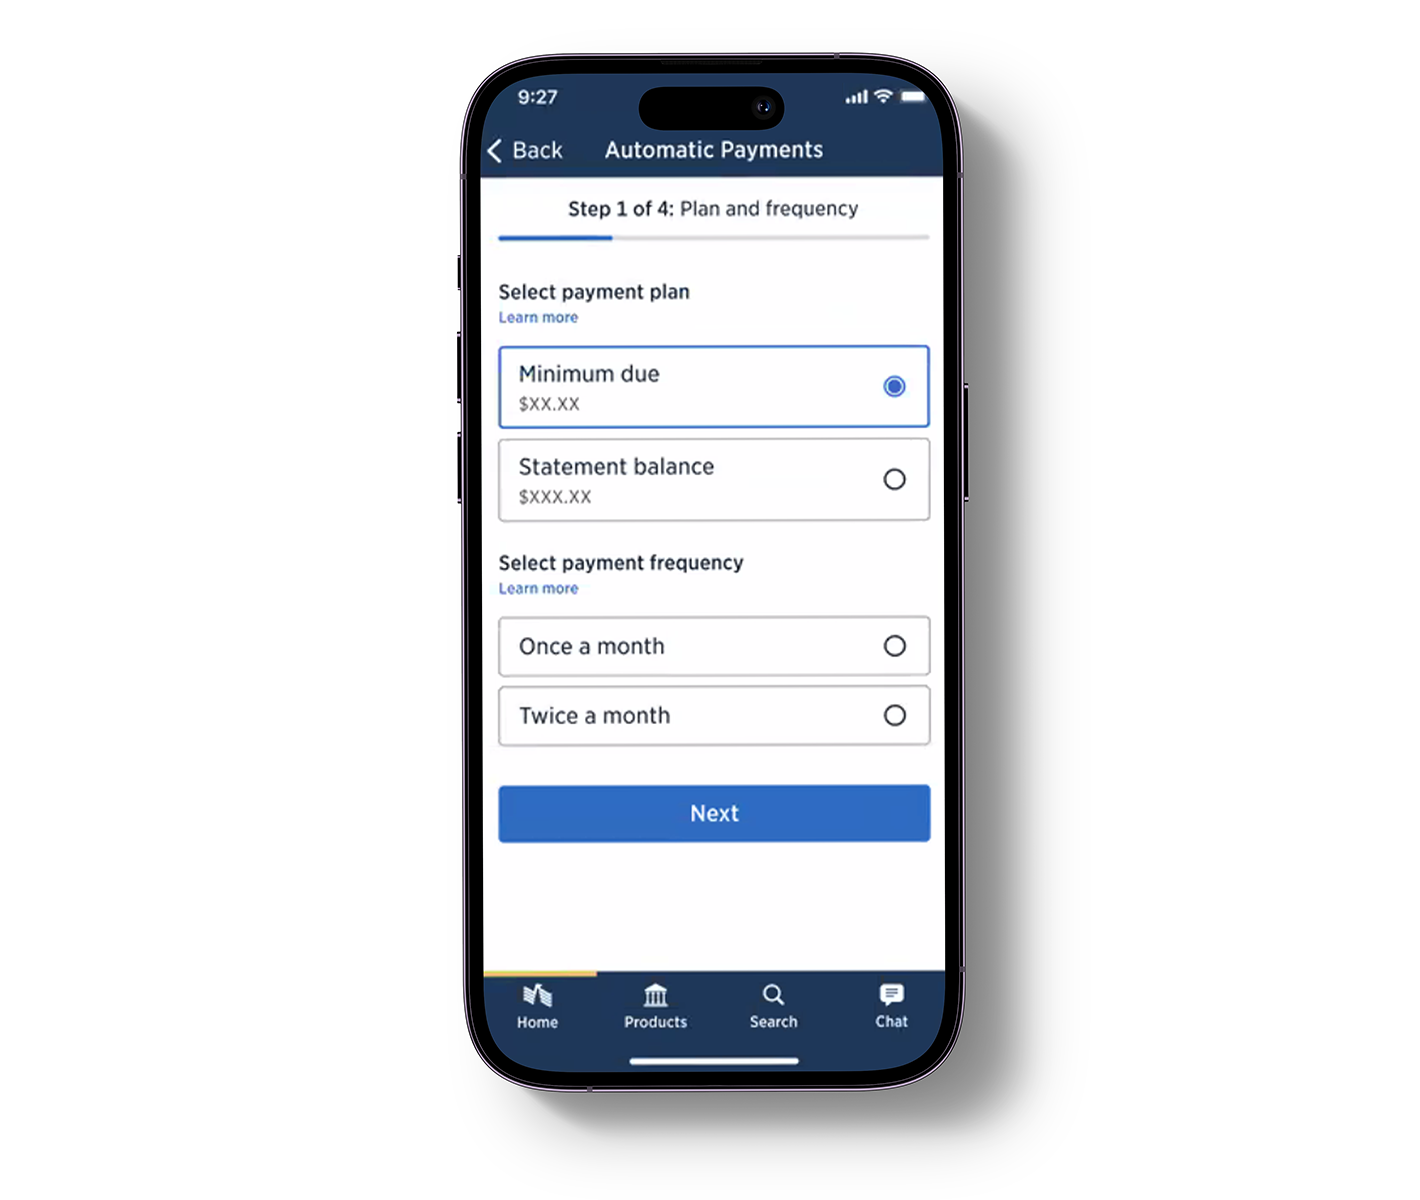 9:27
Back
Automatic Payments
Step 1 of 4: Plan and frequency
Select payment plan
Learn more
Minimum due
$XX.XX
Statement balance
$XXX.XX
Select payment frequency
Learn more
Once a month
Twice a month
Next
Home
Products
Search
Chat